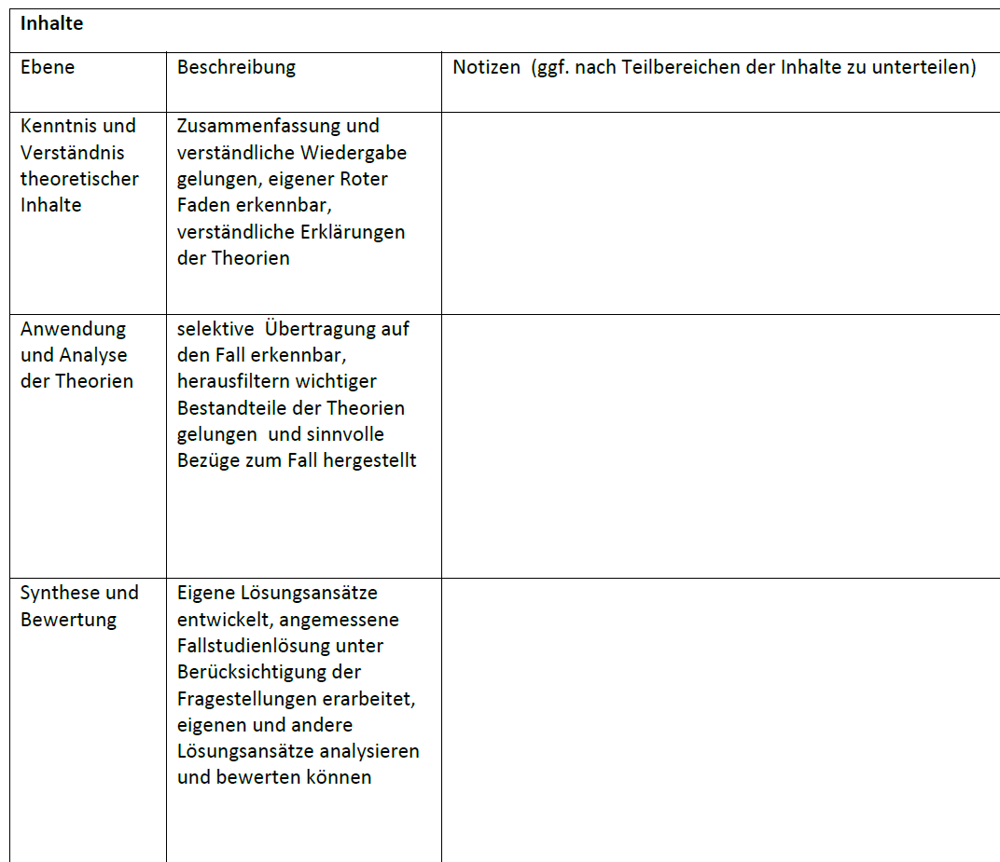 Inhalte
Ebene
Beschreibung
Notizen  (ggf. nach Teilbereichen der Inhalte zu unterteilen)
Kenntnis und
Verständnis
theoretischer
Inhalte
Zusammenfassung und
verständliche Wiedergabe
gelungen, eigener Roter
Faden erkennbar,
verständliche Erklärungen
der Theorien
Anwendung
und Analyse
der Theorien
selektive  Übertragung auf
den Fall erkennbar,
herausfiltern wichtiger
Bestandteile der Theorien
gelungen  und sinnvolle
Bezüge zum Fall hergestellt
Synthese und
Bewertung
Eigene Lösungsansätze
entwickelt, angemessene
Fallstudienlösung unter
Berücksichtigung der
Fragestellungen erarbeitet,
eigenen und andere
Lösungsansätze analysieren
und bewerten können